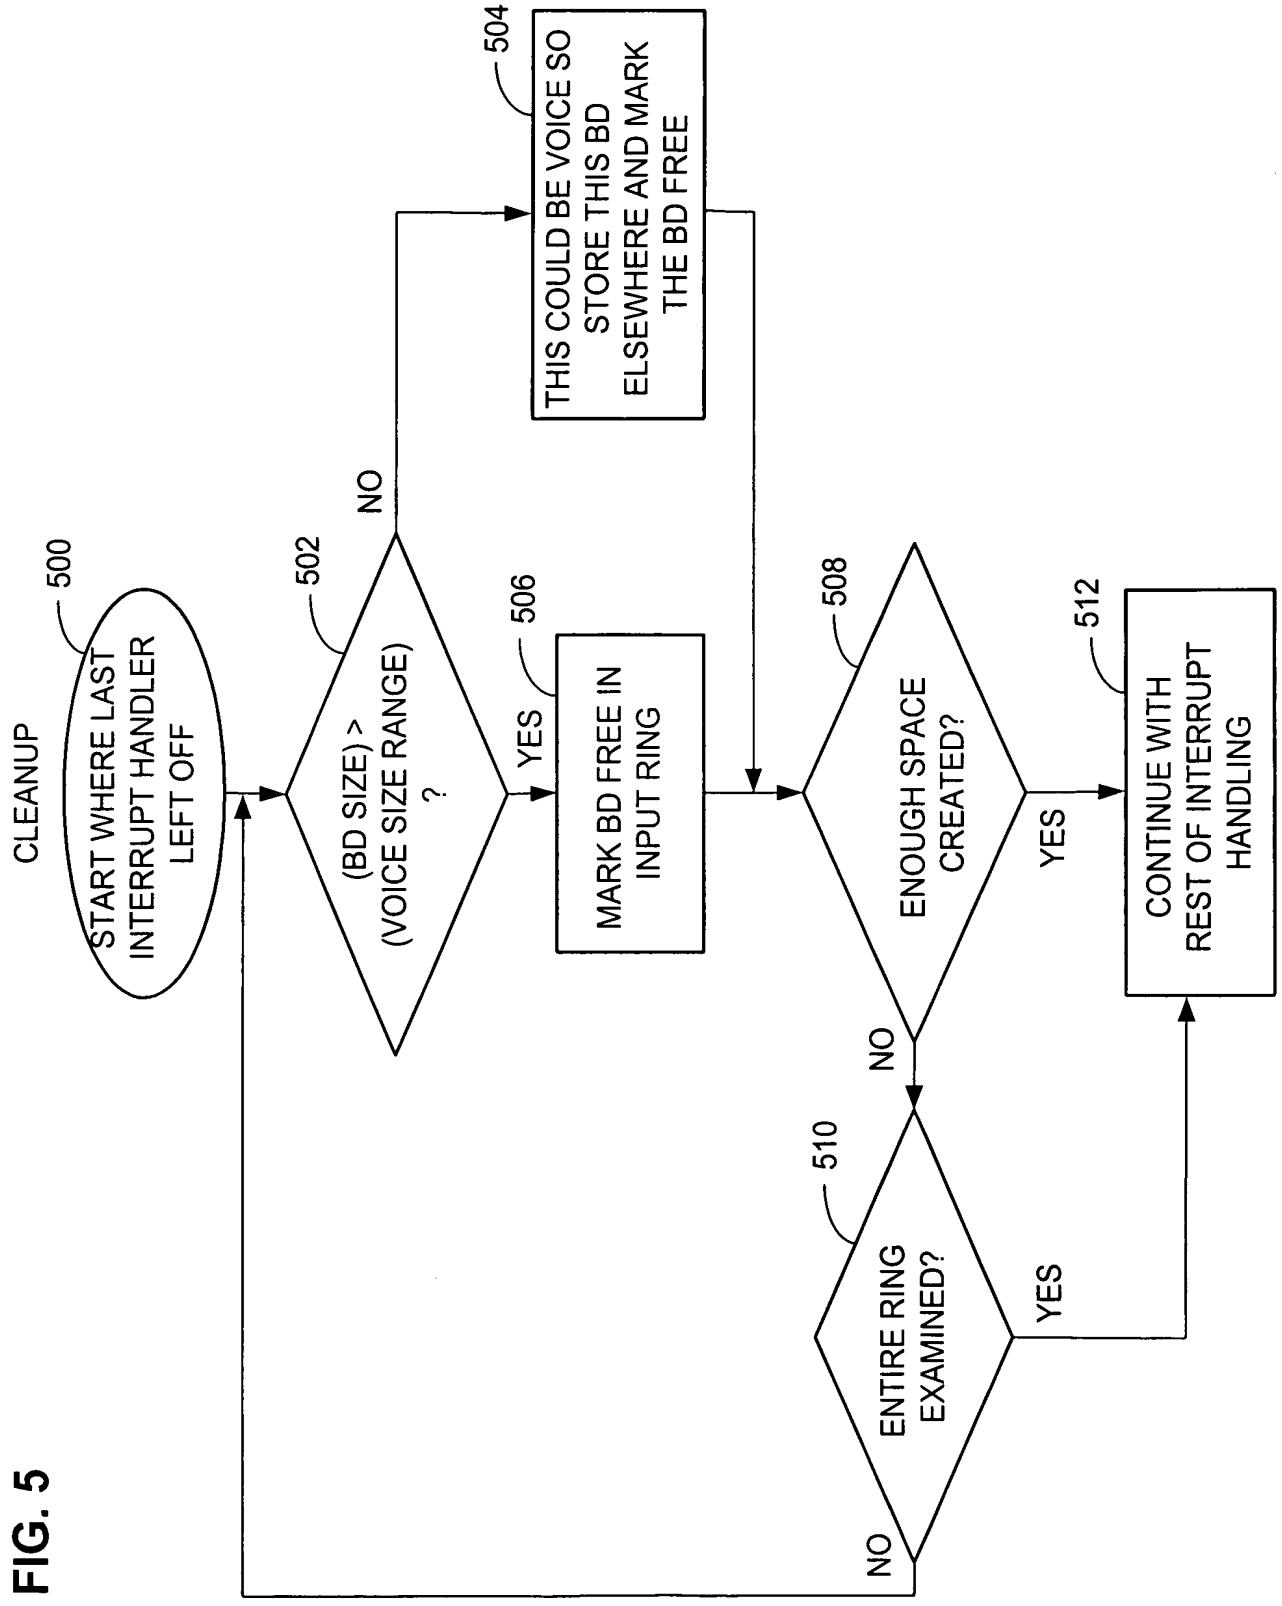 FIG. 5
CLEANUP
500
START WHERE LAST
INTERRUPT HANDLER
LEFT OFF
502
(BD SIZE) >
(VOICE SIZE RANGE)
?
NO
504
THIS COULD BE VOICE SO
STORE THIS BD
ELSEWHERE AND MARK
THE BD FREE
YES
506
MARK BD FREE IN
INPUT RING
508
ENOUGH SPACE
CREATED?
NO
YES
510
ENTIRE RING
EXAMINED?
NO
YES
512
CONTINUE WITH
REST OF INTERRUPT
HANDLING